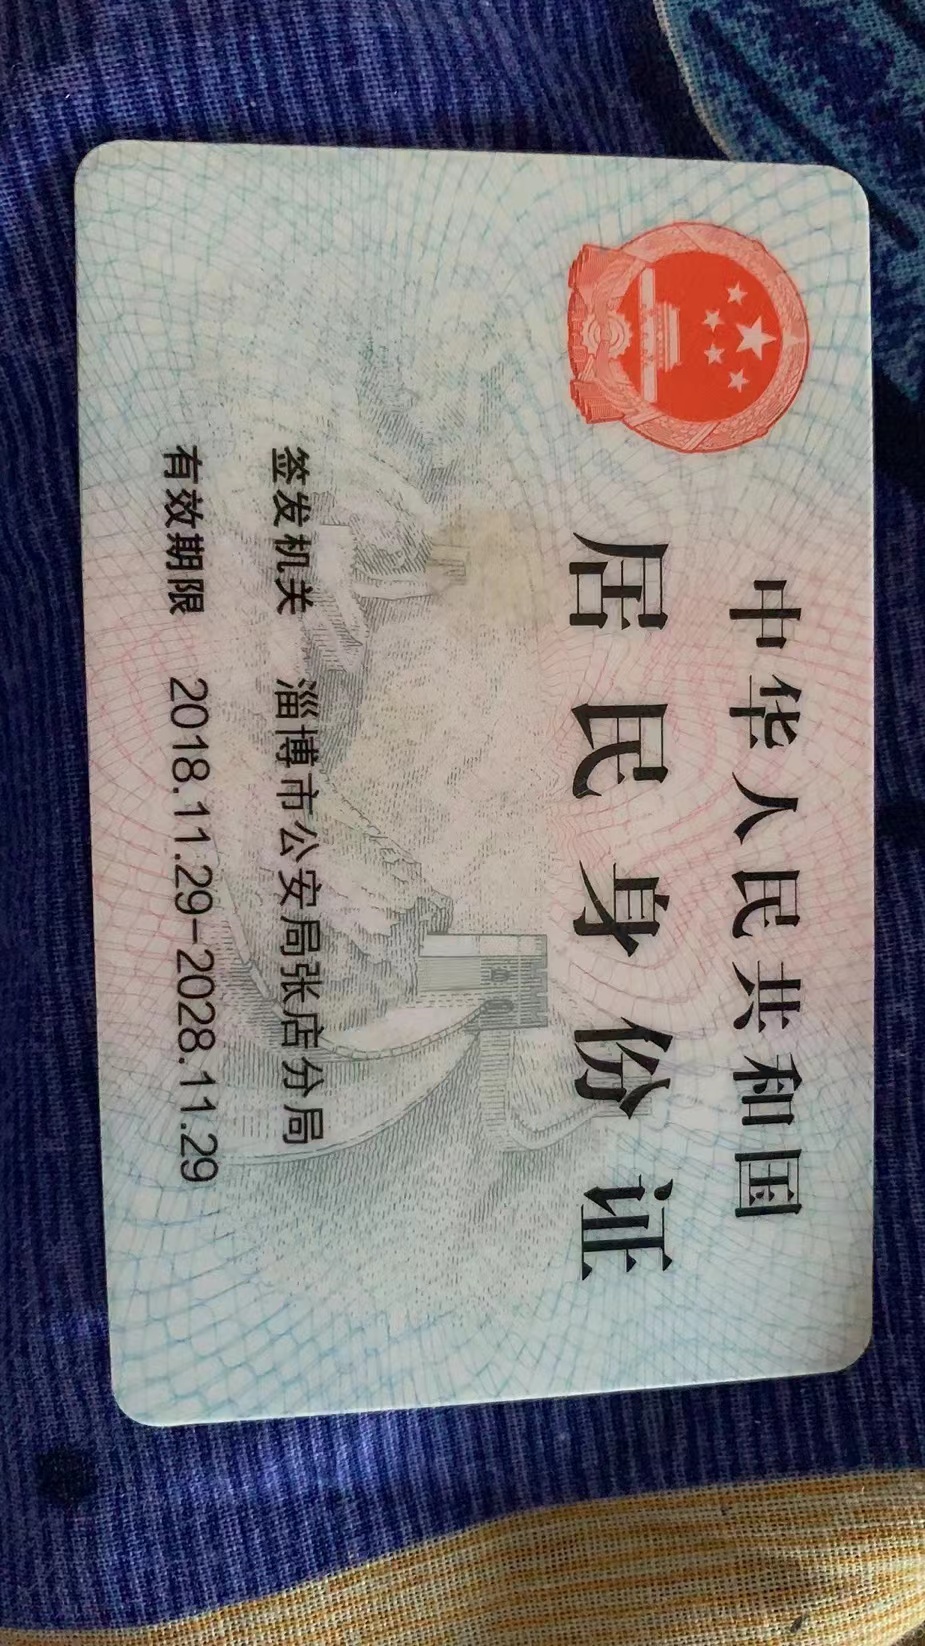 中华人民共和国
居民身份证
签发机关 淄博市公安局张店分局
有效期限 2018.11.29-2028.11.29